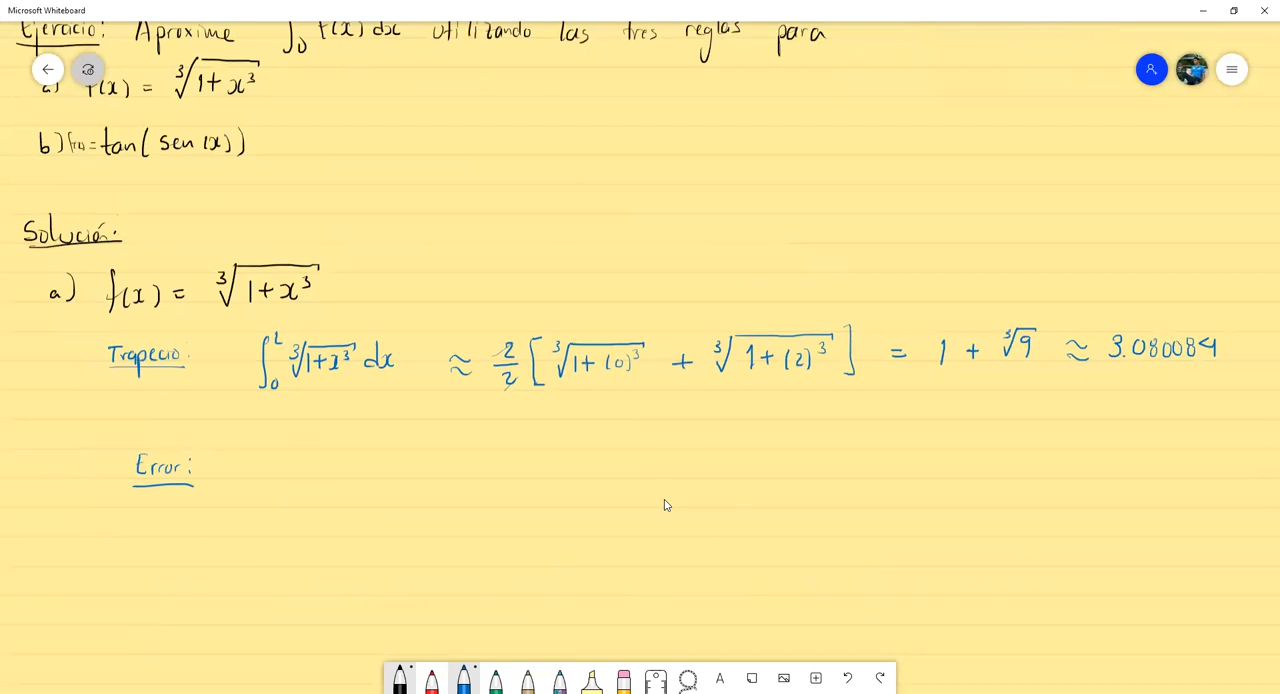 Microsoft Whiteboard
Ejercicio: Aproxime ∫₀ f(x) dx utilizando las tres reglas para
a) f(x) = ∛(1+x³)
b) f(x) = tan( sen(x))
Solución:
a) f(x) = ∛(1+x³)
Trapecio: ∫₀² ∛(1+x³) dx ≈ 2/2 [ ∛(1+(0)³) + ∛(1+(2)³) ] = 1 + ∛9 ≈ 3.080084
Error: